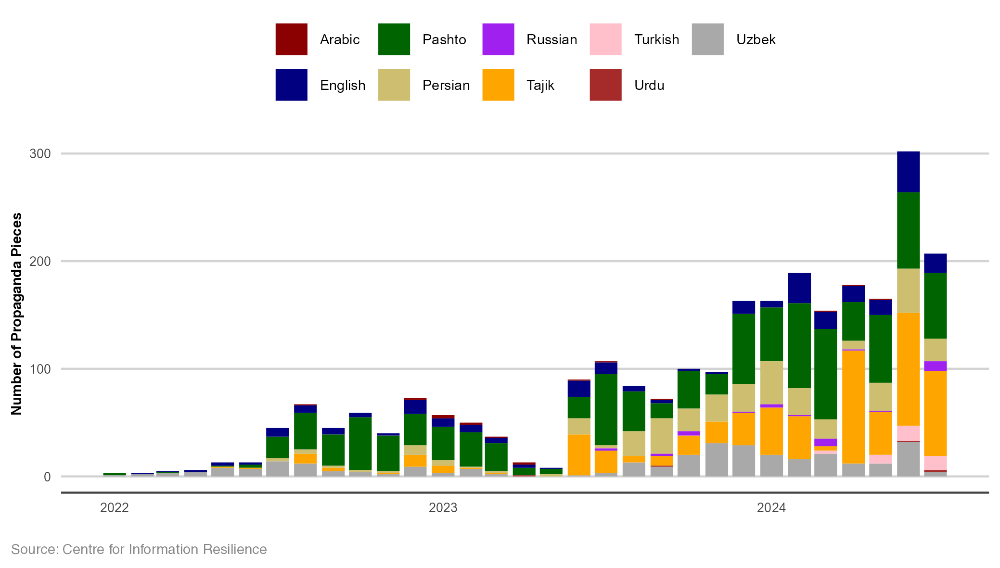 Arabic
Pashto
Russian
Turkish
Uzbek
English
Persian
Tajik
Urdu
Number of Propaganda Pieces
300
200
100
0
2022
2023
2024
Source: Centre for Information Resilience